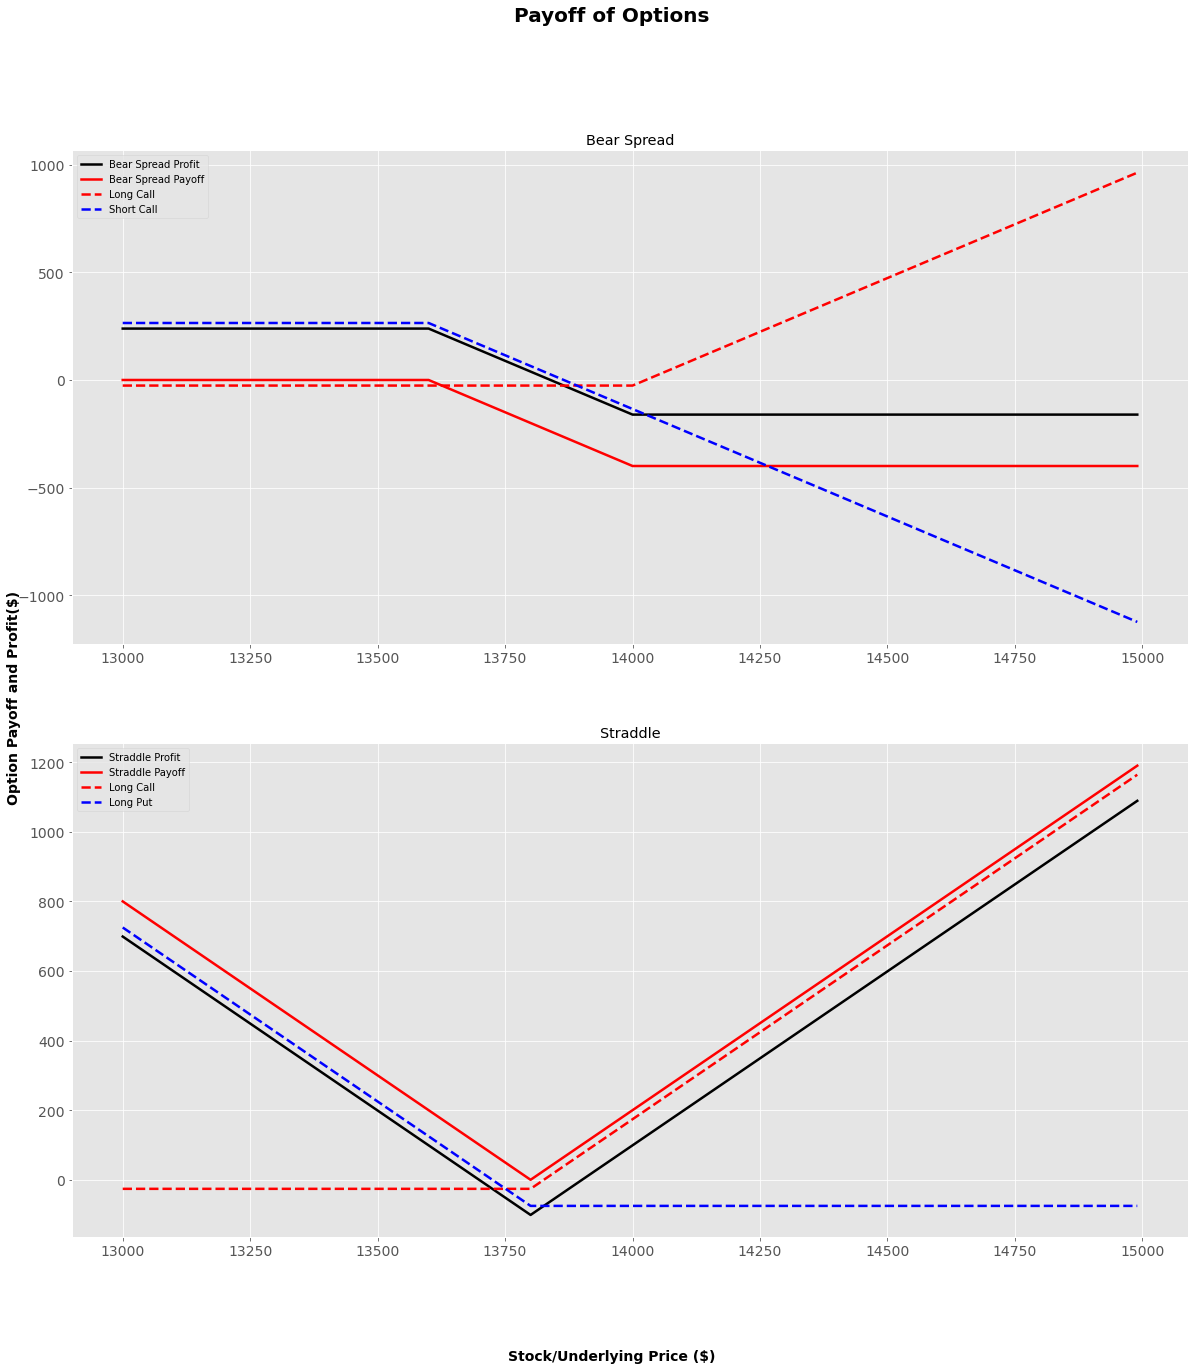 Payoff of Options
Bear Spread
Bear Spread Profit
Bear Spread Payoff
Long Call
Short Call
1000
500
0
−500
−1000
13000 13250 13500 13750 14000 14250 14500 14750 15000
Option Payoff and Profit($)
Straddle
Straddle Profit
Straddle Payoff
Long Call
Long Put
1200
1000
800
600
400
200
0
13000 13250 13500 13750 14000 14250 14500 14750 15000
Stock/Underlying Price ($)